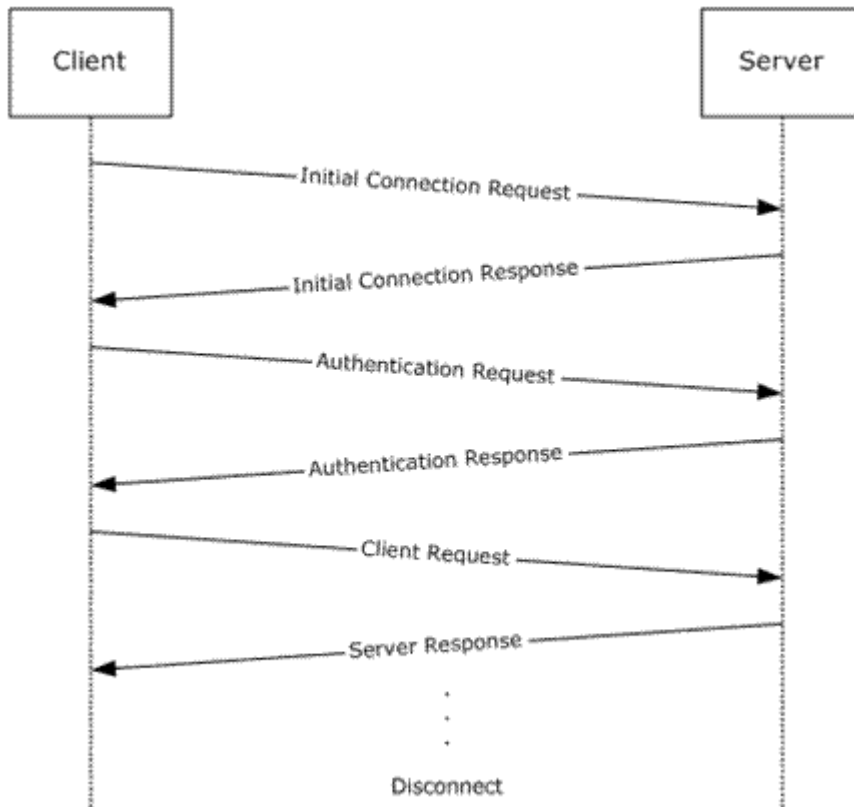 Client
Server
Initial Connection Request
Initial Connection Response
Authentication Request
Authentication Response
Client Request
Server Response
Disconnect